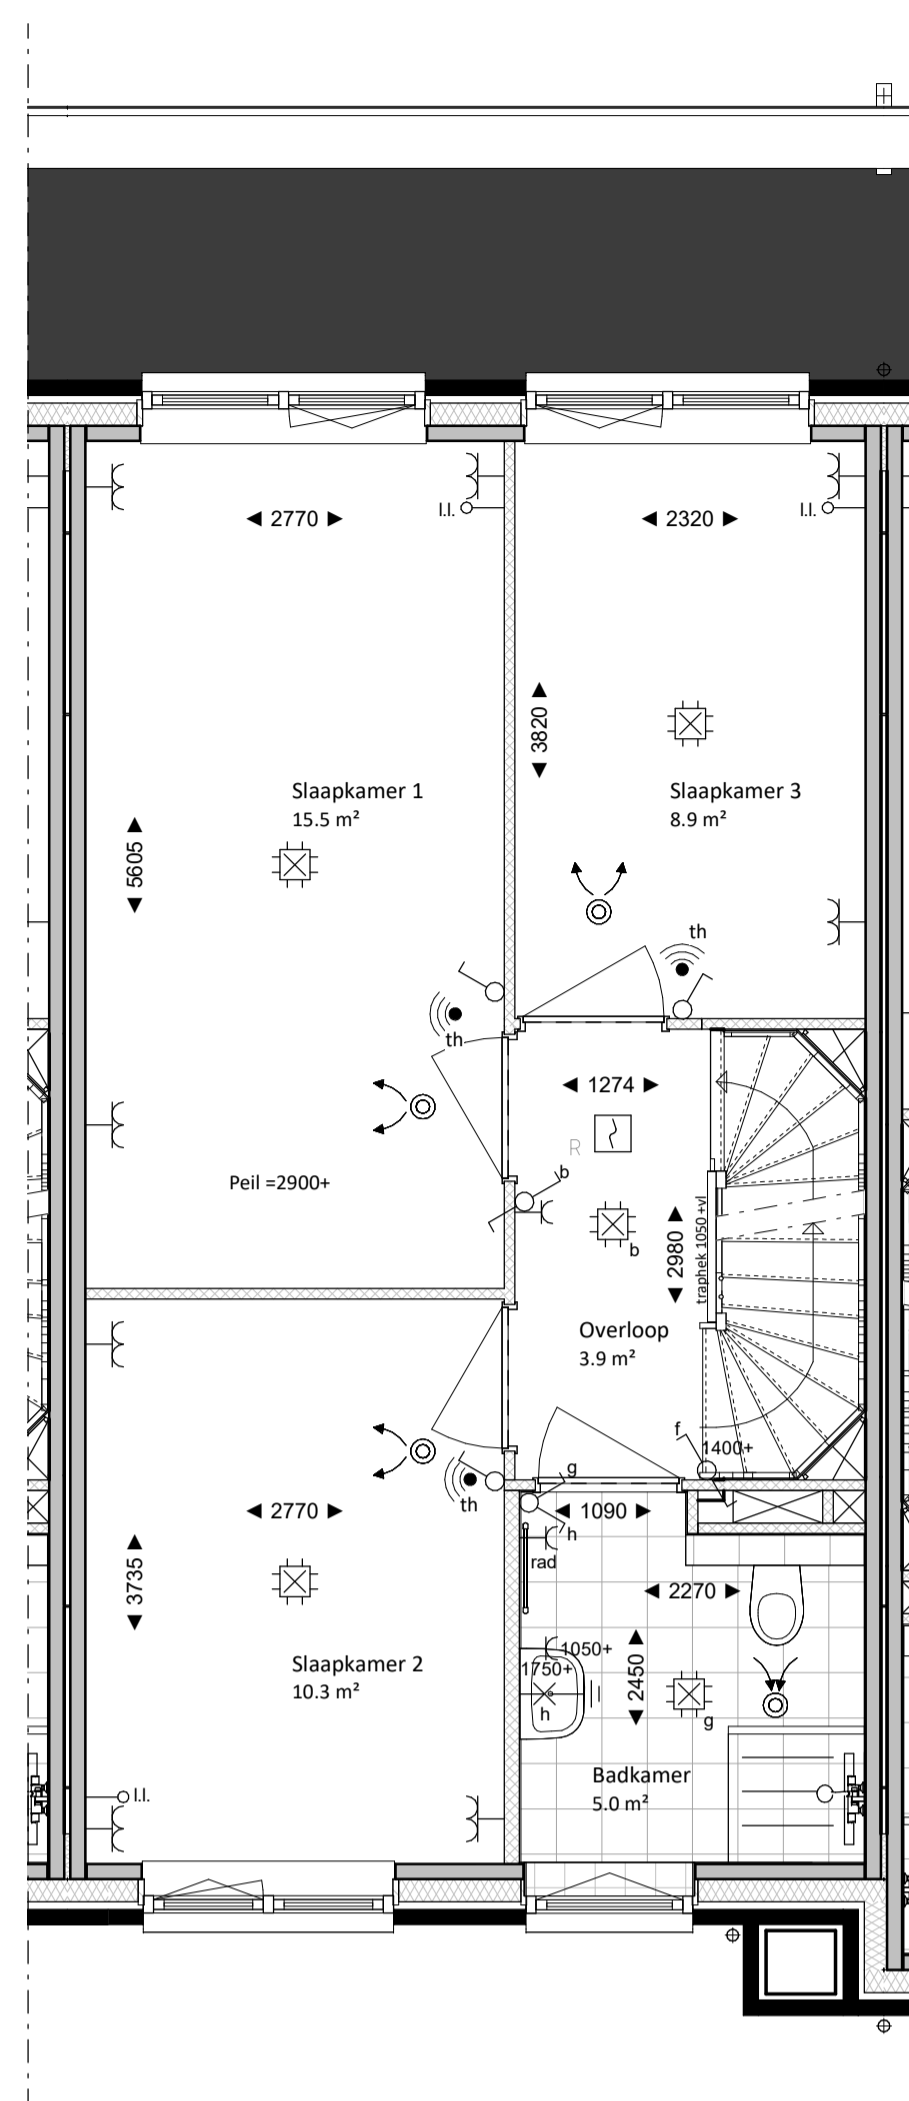 l.l.
◄ 2770 ►
l.l.
◄ 2320 ►
◄ 3820 ►
Slaapkamer 1
15.5 m²
Slaapkamer 3
8.9 m²
◄ 5605 ►
th
th
◄ 1274 ►
R
b
Peil =2900+
b
◄ 2980 ►
traphek 1050+vl
Overloop
3.9 m²
f
1400+
g
th
◄ 2770 ►
◄ 1090 ►
h
rad
◄ 3735 ►
◄ 2270 ►
1050+
1750+
◄ 2450 ►
h
g
Slaapkamer 2
10.3 m²
Badkamer
5.0 m²
l.l.